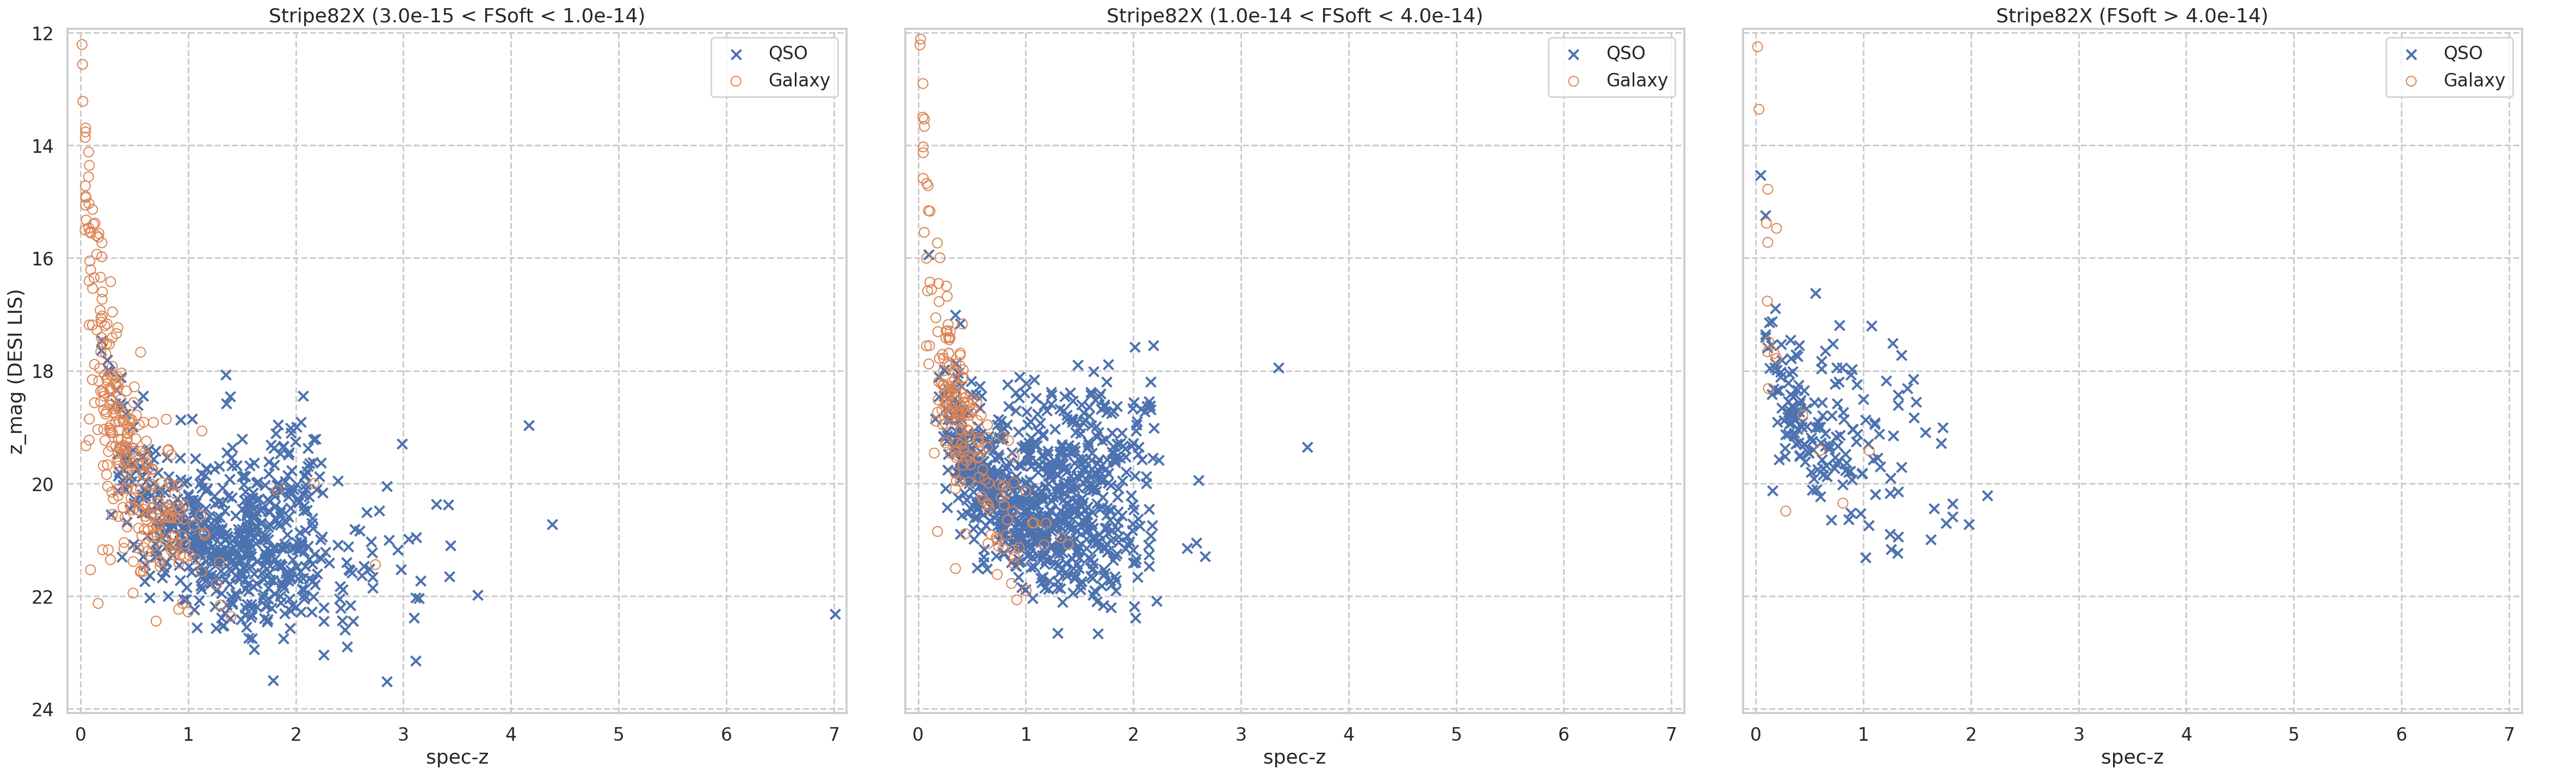 Stripe82X (3.0e-15 < FSoft < 1.0e-14)
QSO
Galaxy
z_mag (DESI LIS)
12
14
16
18
20
22
24
0 1 2 3 4 5 6 7
spec-z
Stripe82X (1.0e-14 < FSoft < 4.0e-14)
QSO
Galaxy
0 1 2 3 4 5 6 7
spec-z
Stripe82X (FSoft > 4.0e-14)
QSO
Galaxy
0 1 2 3 4 5 6 7
spec-z